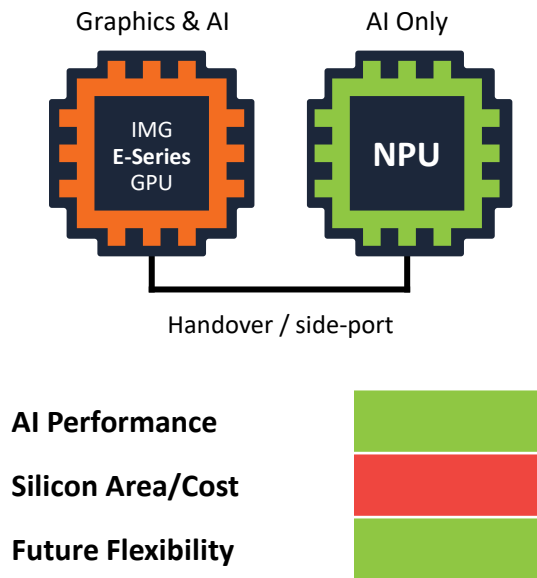 Graphics & AI
AI Only
IMG
E-Series
GPU
NPU
Handover / side-port
AI Performance
Silicon Area/Cost
Future Flexibility